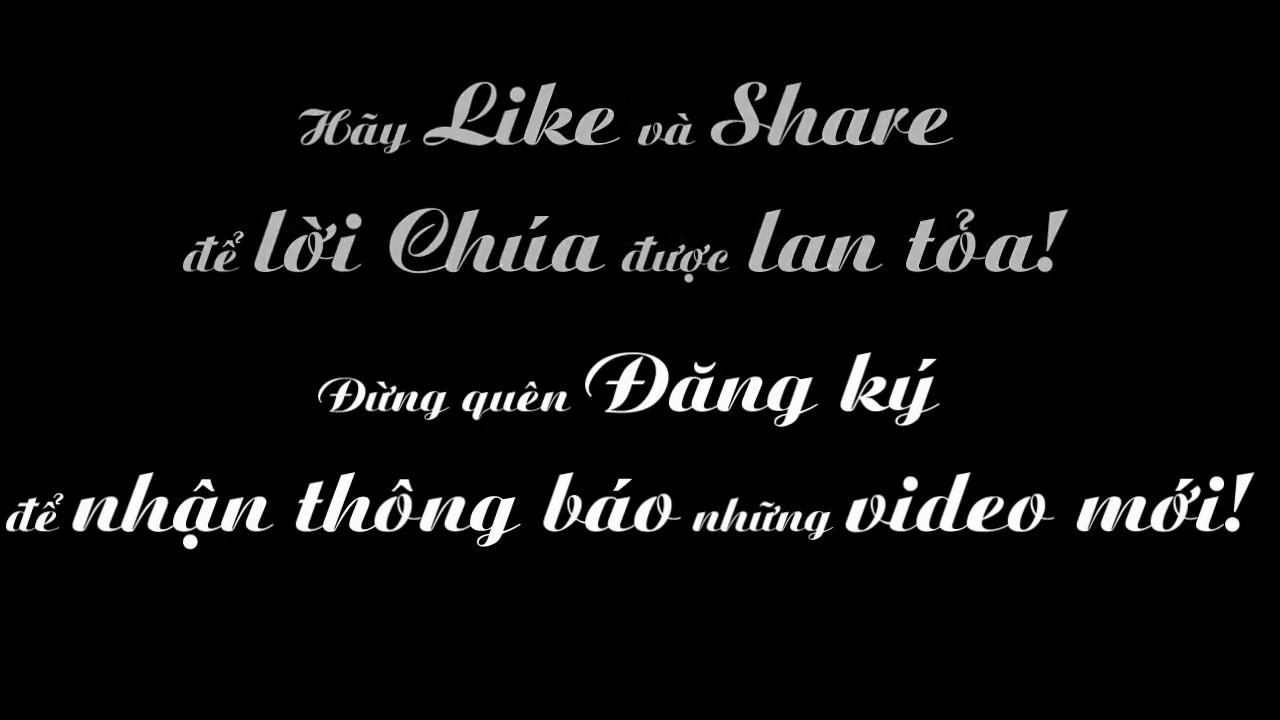 Hãy Like và Share
để lời Chúa được lan tỏa!
Đừng quên Đăng ký
để nhận thông báo những video mới!